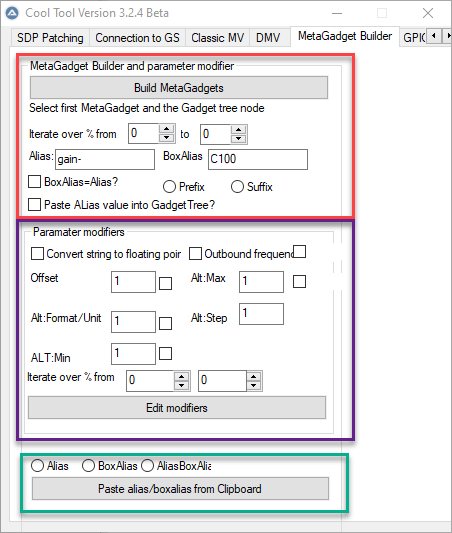 Cool Tool Version 3.2.4 Beta
SDP Patching Connection to GS Classic MV DMV MetaGadget Builder GPIO
MetaGadget Builder and parameter modifier
Build MetaGadgets
Select first MetaGadget and the Gadget tree node
Iterate over % from 0 to 0
Alias: gain- BoxAlias C100
BoxAlias=Alias? Prefix Suffix
Paste ALias value into GadgetTree?
Paramater modifiers
Convert string to floating poir Outbound frequenc
Offset 1 Alt:Max 1
Alt:Format/Unit 1 Alt:Step 1
ALT:Min 1
Iterate over % from 0 0
Edit modifiers
Alias BoxAlias AliasBoxAlia
Paste alias/boxalias from Clipboard